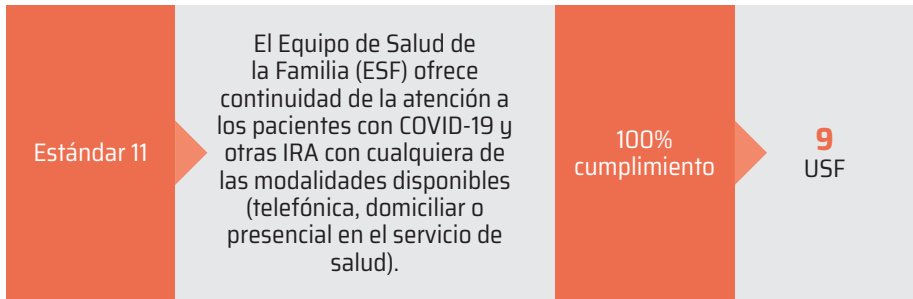 Estándar 11
El Equipo de Salud de
la Familia (ESF) ofrece
continuidad de la atención a
los pacientes con COVID-19 y
otras IRA con cualquiera de
las modalidades disponibles
(telefónica, domiciliar o
presencial en el servicio de
salud).
100%
cumplimiento
9
USF